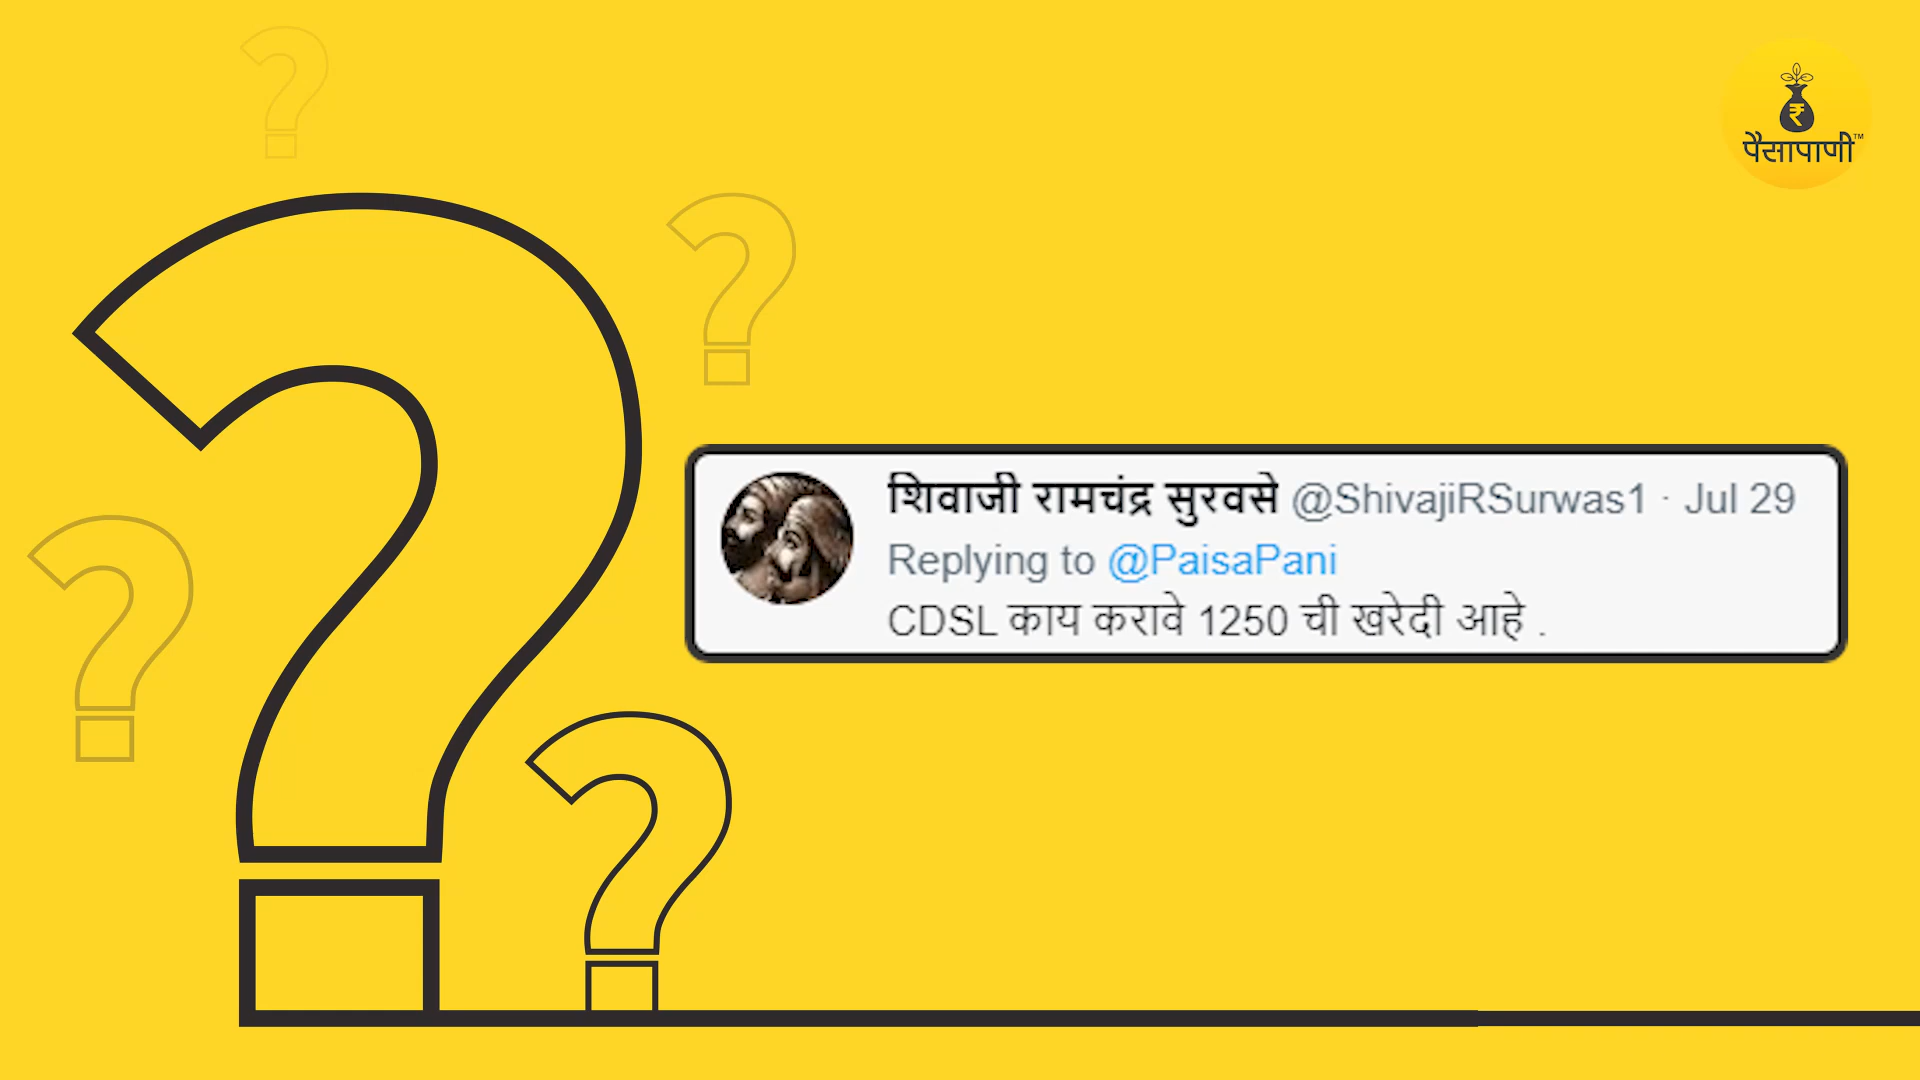 पैसापाणी™
शिवाजी रामचंद्र सुरवसे @ShivajiRSurwas1 · Jul 29
Replying to @PaisaPani
CDSL काय करावे 1250 ची खरेदी आहे .